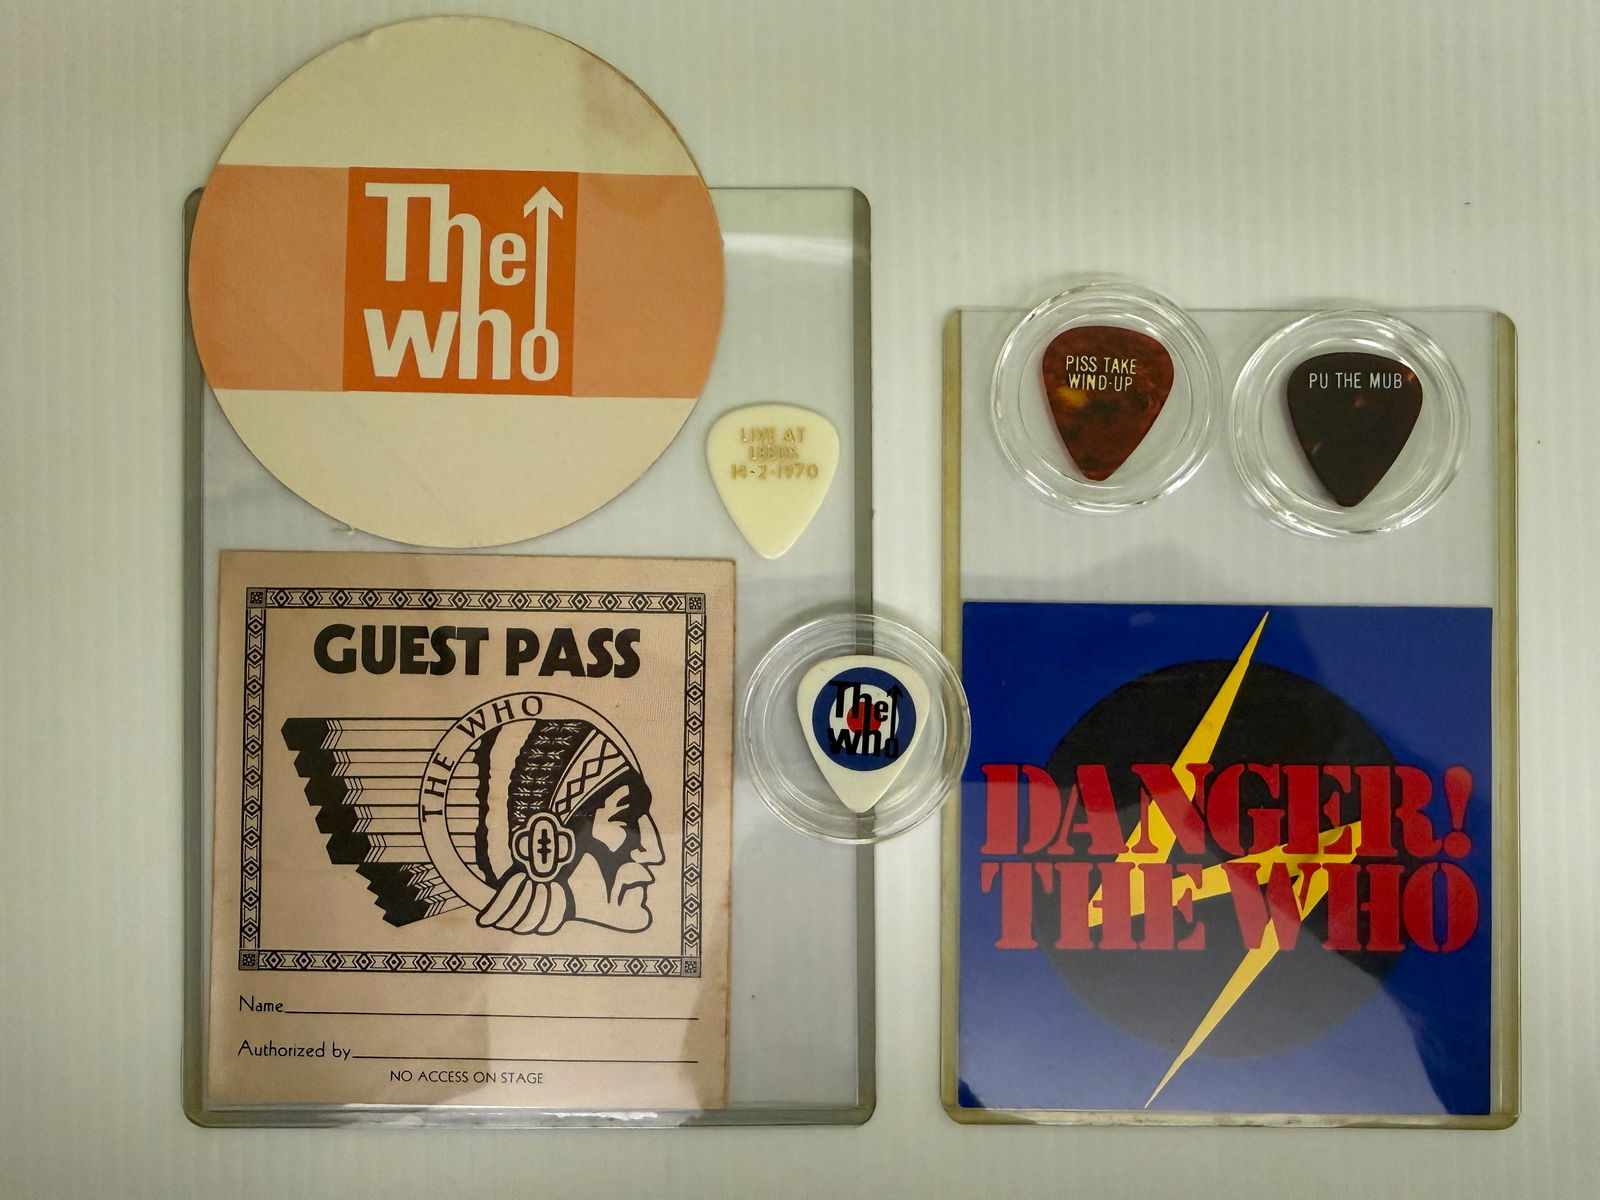 The
who
LIVE AT
LEEDS
14-2-1970
GUEST PASS
THE WHO
Name
Authorized by
NO ACCESS ON STAGE
The
who
PISS TAKE
WIND-UP
PU THE MUB
DANGER!
THE WHO